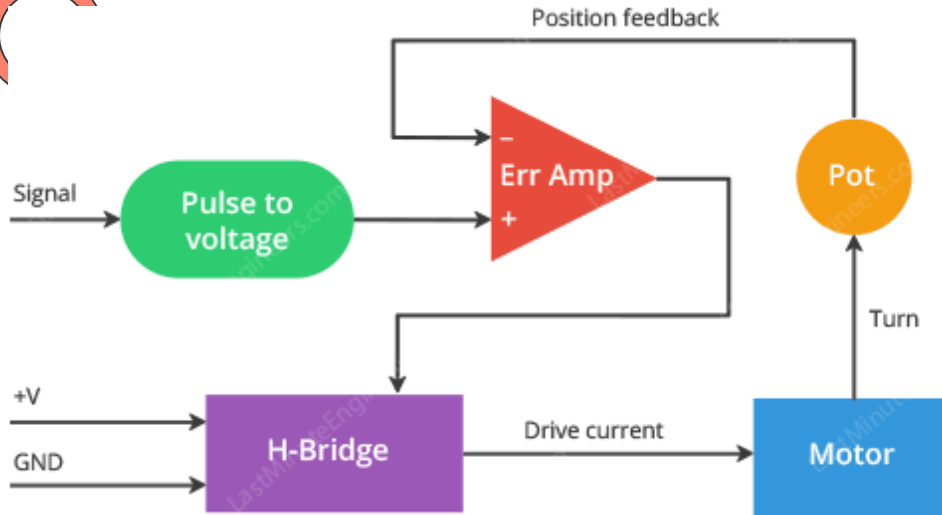 Position feedback
Signal
Pulse to
voltage
−
Err Amp
+
Pot
Turn
+V
GND
H-Bridge
Drive current
Motor